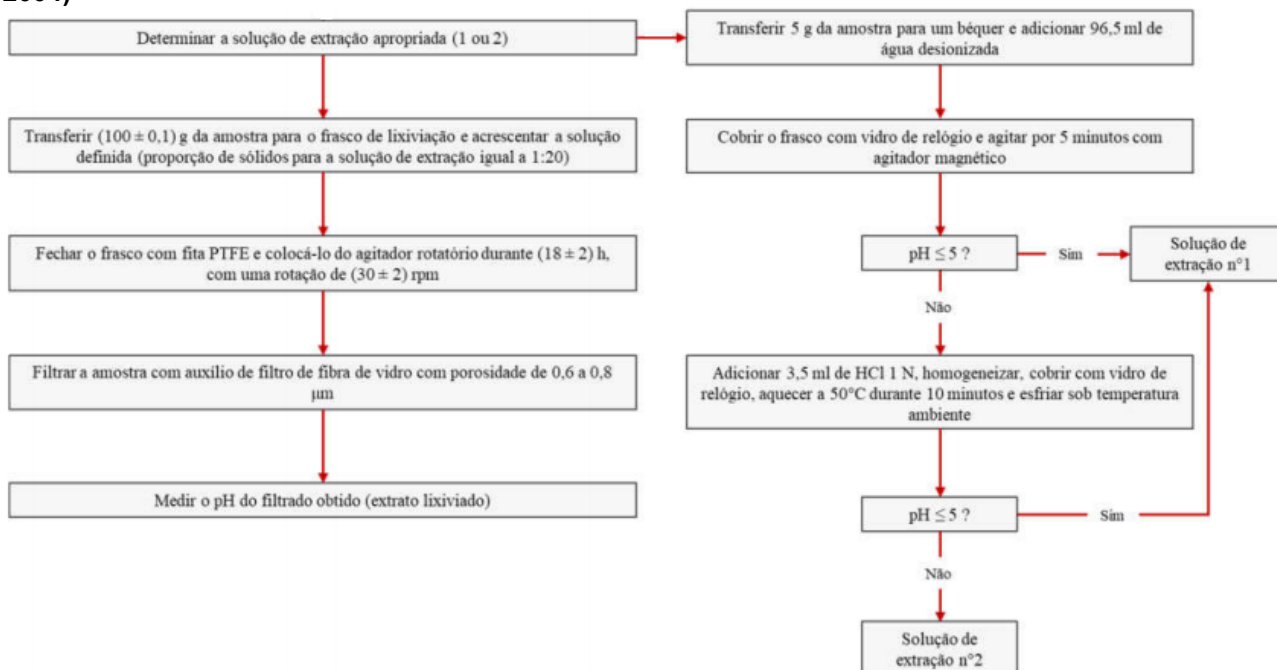 Determinar a solução de extração apropriada (1 ou 2)
Transferir (100 ± 0,1) g da amostra para o frasco de lixiviação e acrescentar a solução
definida (proporção de sólidos para a solução de extração igual a 1:20)
Fechar o frasco com fita PTFE e colocá-lo do agitador rotatório durante (18 ± 2) h,
com uma rotação de (30 ± 2) rpm
Filtrar a amostra com auxílio de filtro de fibra de vidro com porosidade de 0,6 a 0,8
μm
Medir o pH do filtrado obtido (extrato lixiviado)
Transferir 5 g da amostra para um béquer e adicionar 96,5 ml de
água desionizada
Cobrir o frasco com vidro de relógio e agitar por 5 minutos com
agitador magnético
pH ≤ 5 ?
Sim
Solução de
extração n°1
Não
Adicionar 3,5 ml de HCl 1 N, homogeneizar, cobrir com vidro de
relógio, aquecer a 50°C durante 10 minutos e esfriar sob temperatura
ambiente
pH ≤ 5 ?
Sim
Não
Solução de
extração n°2